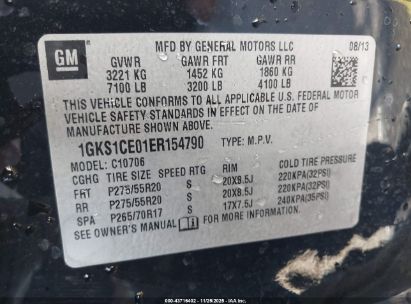 GM
MFD BY GENERAL MOTORS LLC 08/13
GVWR GAWR FRT GAWR RR
3221 KG 1452 KG 1860 KG
7100 LB 3200 LB 4100 LB
THIS VEHICLE CONFORMS TO ALL APPLICABLE U.S. FEDERAL MOTOR
VEHICLE SAFETY STANDARDS IN EFFECT ON THE DATE OF
MANUFACTURE SHOWN ABOVE.
1GKS1CE01ER154790 TYPE: M.P.V.
C10706
CGHG TIRE SIZE SPEED RTG RIM COLD TIRE PRESSURE
FRT P275/55R20 S 20X8.5J 220KPA(32PSI)
RR P275/55R20 S 20X8.5J 220KPA(32PSI)
SPA P265/70R17 S 17X7.5J 240KPA(35PSI)
SEE OWNER'S MANUAL FOR MORE INFORMATION.